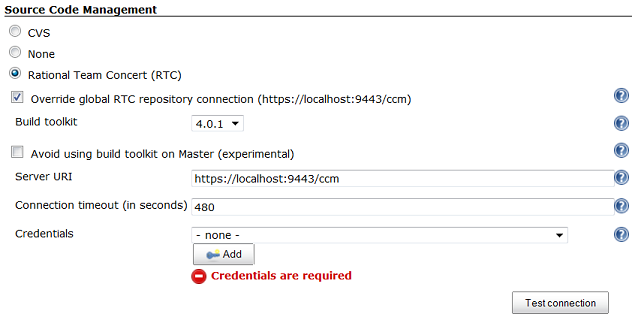 Source Code Management
CVS
None
Rational Team Concert (RTC)
Override global RTC repository connection (https://localhost:9443/ccm)
Build toolkit 4.0.1
Avoid using build toolkit on Master (experimental)
Server URI https://localhost:9443/ccm
Connection timeout (in seconds) 480
Credentials - none -
Add
Credentials are required
Test connection